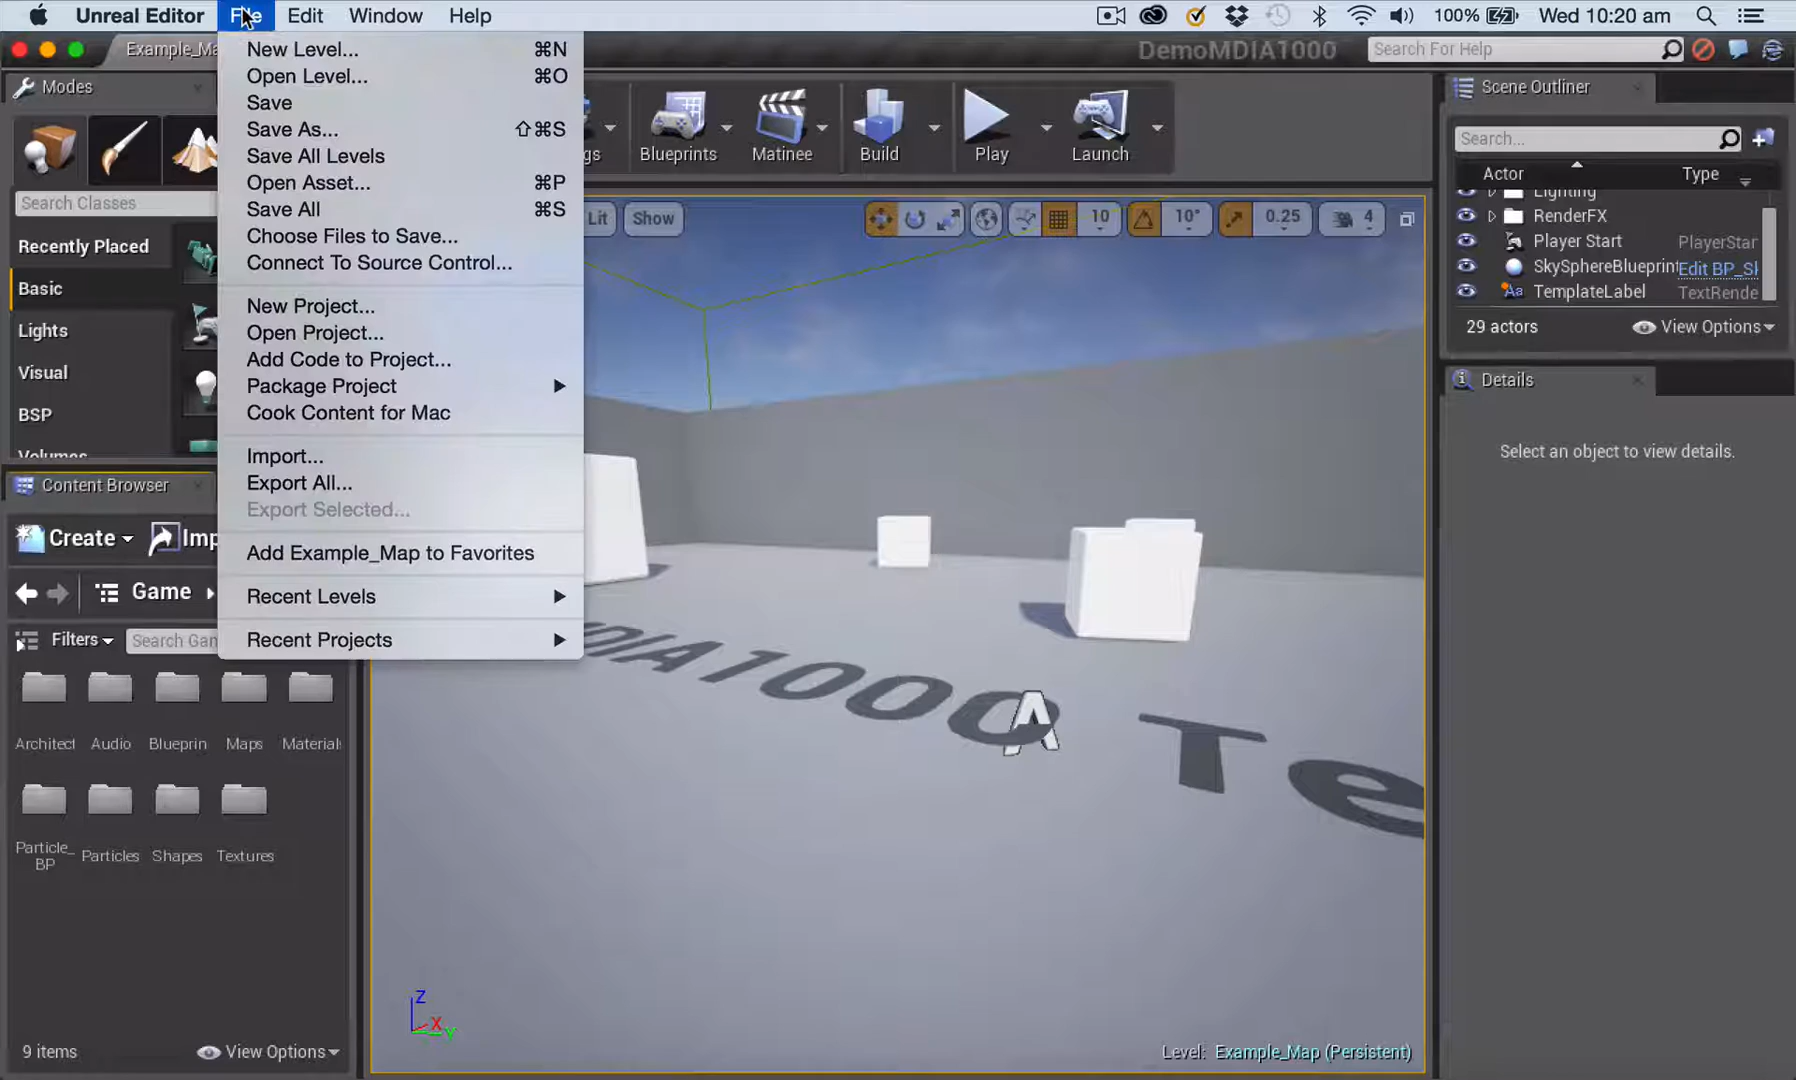 Unreal Editor File Edit Window Help 100% Wed 10:20 am
Example_Ma DemoMDIA1000 Search For Help
New Level... ⌘N
Open Level... ⌘O
Save
Save As... ⇧⌘S
Save All Levels
Open Asset... ⌘P
Save All ⌘S
Choose Files to Save...
Connect To Source Control...
New Project...
Open Project...
Add Code to Project...
Package Project
Cook Content for Mac
Import...
Export All...
Export Selected...
Add Example_Map to Favorites
Recent Levels
Recent Projects
Modes
Search Classes
Recently Placed
Basic
Lights
Visual
BSP
Volumes
gs Blueprints Matinee Build Play Launch
Lit Show 10 10° 0.25 4
MDIA1000 Te
A
Z
X
Y
Level: Example_Map (Persistent)
Content Browser
Create Imp
Game
Filters Search Gam
Architect Audio Blueprin Maps Material
Particle_
BP Particles Shapes Textures
9 items View Options
Scene Outliner
Search...
Actor Type
Lighting
RenderFX
Player Start PlayerStar
SkySphereBlueprint Edit BP_Sk
TemplateLabel TextRende
29 actors View Options
Details
Select an object to view details.